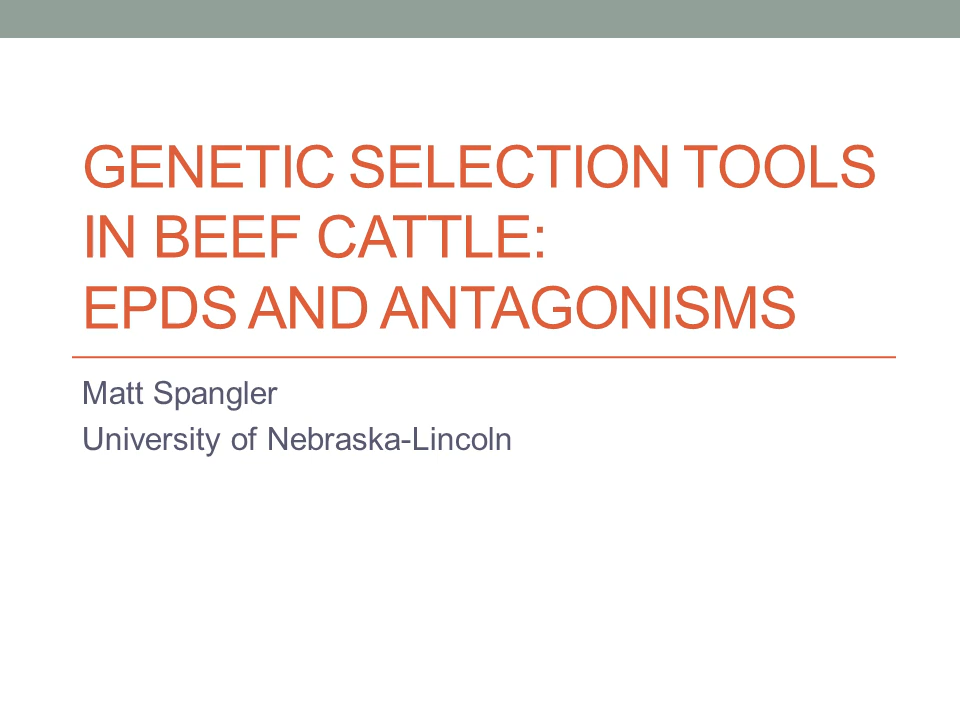 GENETIC SELECTION TOOLS
IN BEEF CATTLE:
EPDS AND ANTAGONISMS
Matt Spangler
University of Nebraska-Lincoln